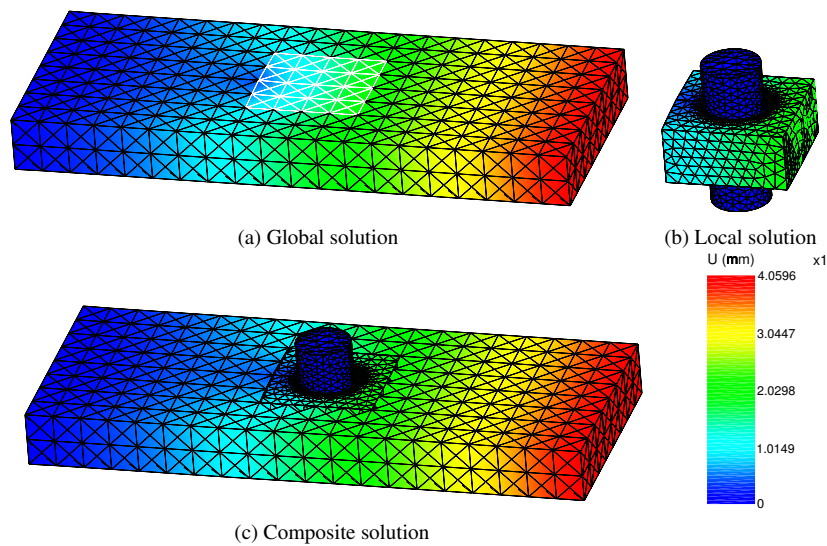 (a) Global solution
(b) Local solution
U (mm) x1
4.0596
3.0447
2.0298
1.0149
0
(c) Composite solution